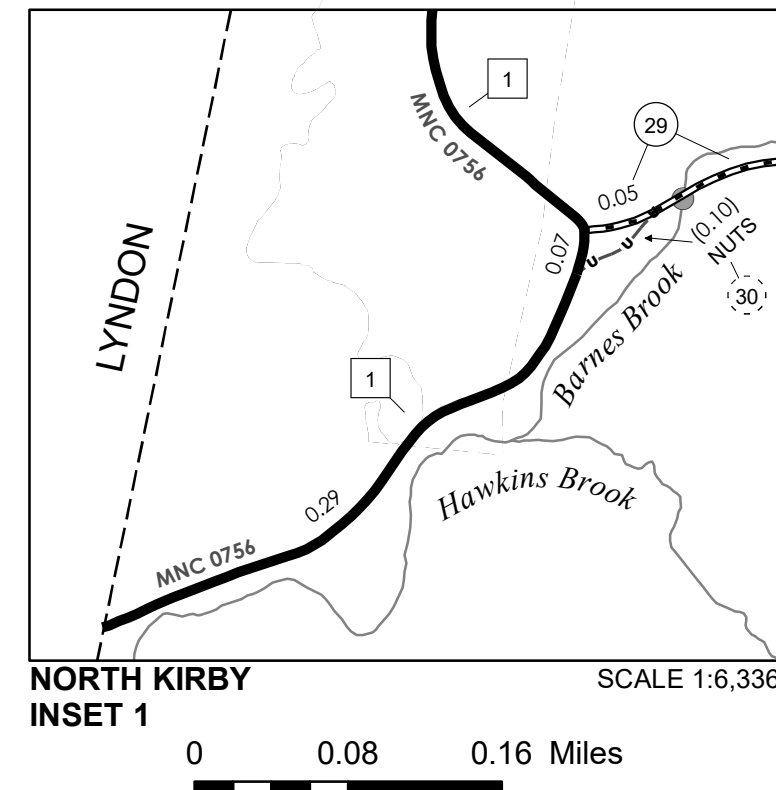 1
MNC 0756
29
0.05
(0.10)
NUTS
30
0.07
LYNDON
Barnes Brook
1
Hawkins Brook
0.29
MNC 0756
U
U
NORTH KIRBY
INSET 1
SCALE 1:6,336
0 0.08 0.16 Miles